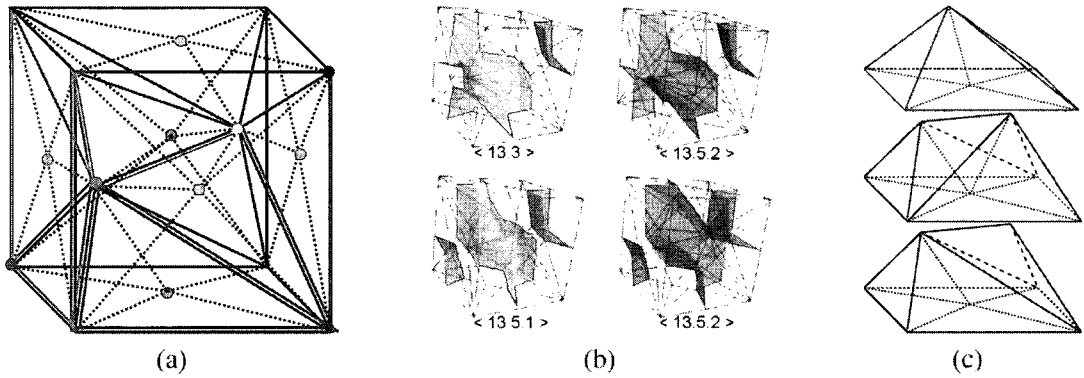 < 13.3 > < 13.5.2 >
< 13.5.1 > < 13.5.2 >
(a) (b) (c)